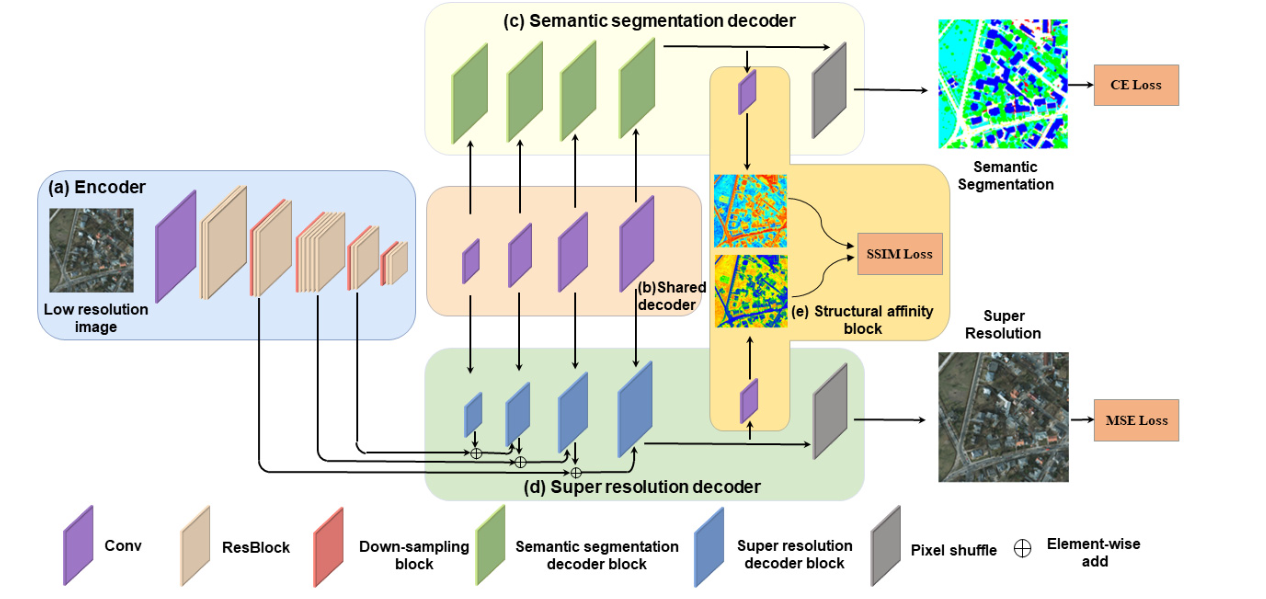 (c) Semantic segmentation decoder
CE Loss
Semantic
Segmentation
(a) Encoder
Low resolution
image
(b)Shared
decoder
SSIM Loss
(e) Structural affinity
block
Super
Resolution
MSE Loss
(d) Super resolution decoder
Conv
ResBlock
Down-sampling
block
Semantic segmentation
decoder block
Super resolution
decoder block
Pixel shuffle
Element-wise
add